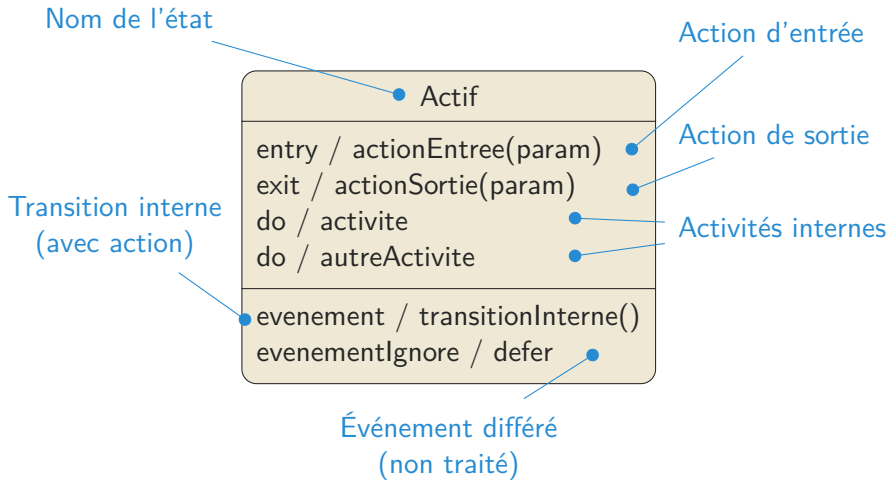 Nom de l'état
Action d'entrée
Actif
entry / actionEntree(param)
Action de sortie
exit / actionSortie(param)
Transition interne
(avec action)
do / activite
Activités internes
do / autreActivite
evenement / transitionInterne()
evenementIgnore / defer
Événement différé
(non traité)